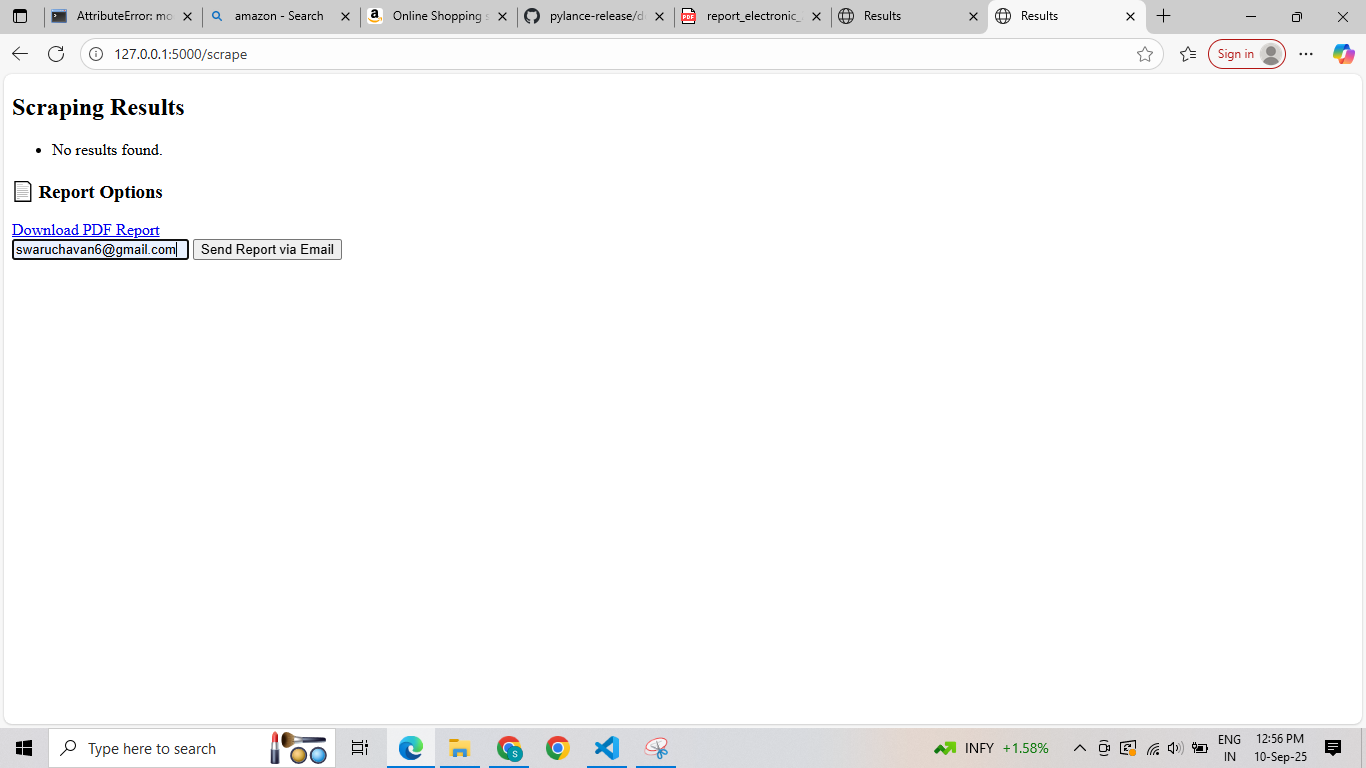 AttributeError: mo
amazon - Search
Online Shopping s
pylance-release/d
report_electronic_
Results
Results
127.0.0.1:5000/scrape
Sign in
Scraping Results
No results found.
Report Options
Download PDF Report
swaruchavan6@gmail.com
Send Report via Email
Type here to search
INFY +1.58%
ENG
IN
12:56 PM
10-Sep-25